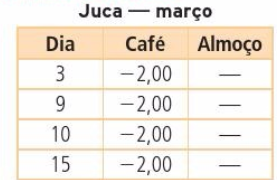 Juca — março
Dia Café Almoço
3 −2,00 —
9 −2,00 —
10 −2,00 —
15 −2,00 —